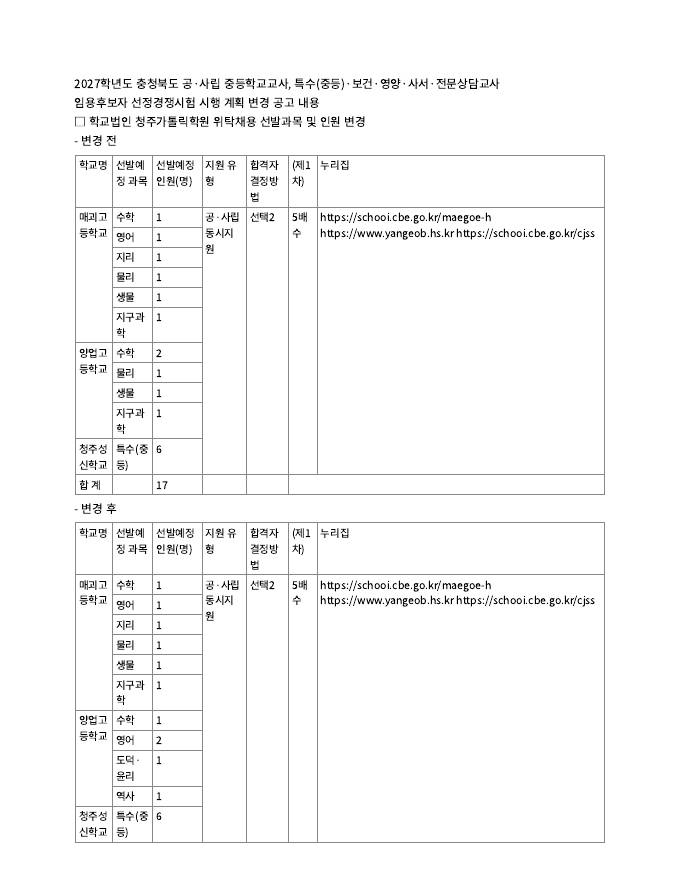 2027학년도 충청북도 공·사립 중등학교교사, 특수(중등)·보건·영양·사서·전문상담교사
임용후보자 선정경쟁시험 시행 계획 변경 공고 내용
□ 학교법인 청주가톨릭학원 위탁채용 선발과목 및 인원 변경
- 변경 전
학교명 선발예 선발예정 지원 유 합격자 (제1 누리집
정 과목 인원(명) 형 결정방 차)
법
매괴고 수학 1 공·사립 선택2 5배 https://schooi.cbe.go.kr/maegoe-h
등학교 영어 1 동시지 수 https://www.yangeob.hs.kr https://schooi.cbe.go.kr/cjss
지리 1 원
물리 1
생물 1
지구과 1
학
양업고 수학 2
등학교 물리 1
생물 1
지구과 1
학
청주성 특수(중 6
신학교 등)
합 계 17
- 변경 후
학교명 선발예 선발예정 지원 유 합격자 (제1 누리집
정 과목 인원(명) 형 결정방 차)
법
매괴고 수학 1 공·사립 선택2 5배 https://schooi.cbe.go.kr/maegoe-h
등학교 영어 1 동시지 수 https://www.yangeob.hs.kr https://schooi.cbe.go.kr/cjss
지리 1 원
물리 1
생물 1
지구과 1
학
양업고 수학 1
등학교 영어 2
도덕· 1
윤리
역사 1
청주성 특수(중 6
신학교 등)